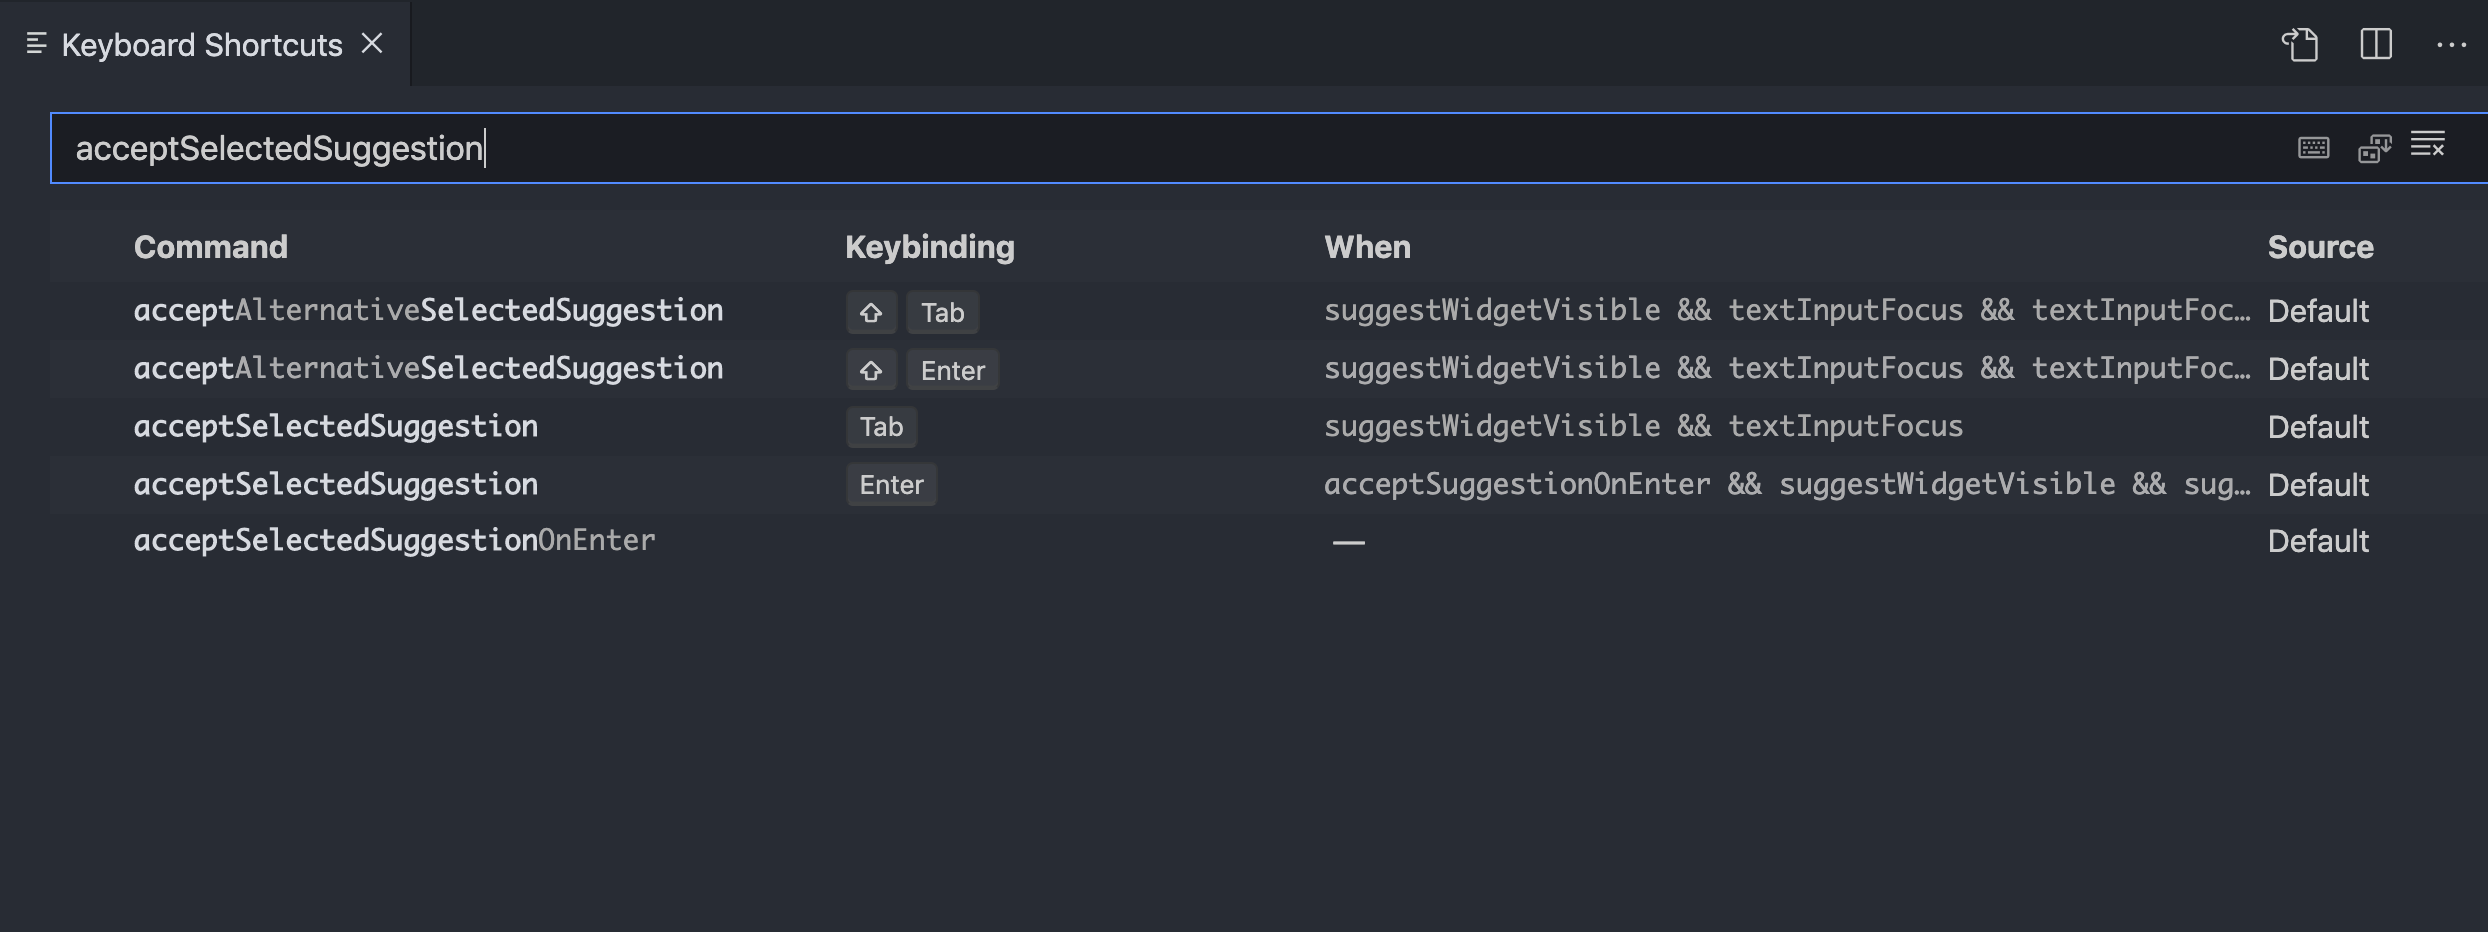 Keyboard Shortcuts
acceptSelectedSuggestion
Command Keybinding When Source
acceptAlternativeSelectedSuggestion ⇧ Tab suggestWidgetVisible && textInputFocus && textInputFoc… Default
acceptAlternativeSelectedSuggestion ⇧ Enter suggestWidgetVisible && textInputFocus && textInputFoc… Default
acceptSelectedSuggestion Tab suggestWidgetVisible && textInputFocus Default
acceptSelectedSuggestion Enter acceptSuggestionOnEnter && suggestWidgetVisible && sug… Default
acceptSelectedSuggestionOnEnter — Default